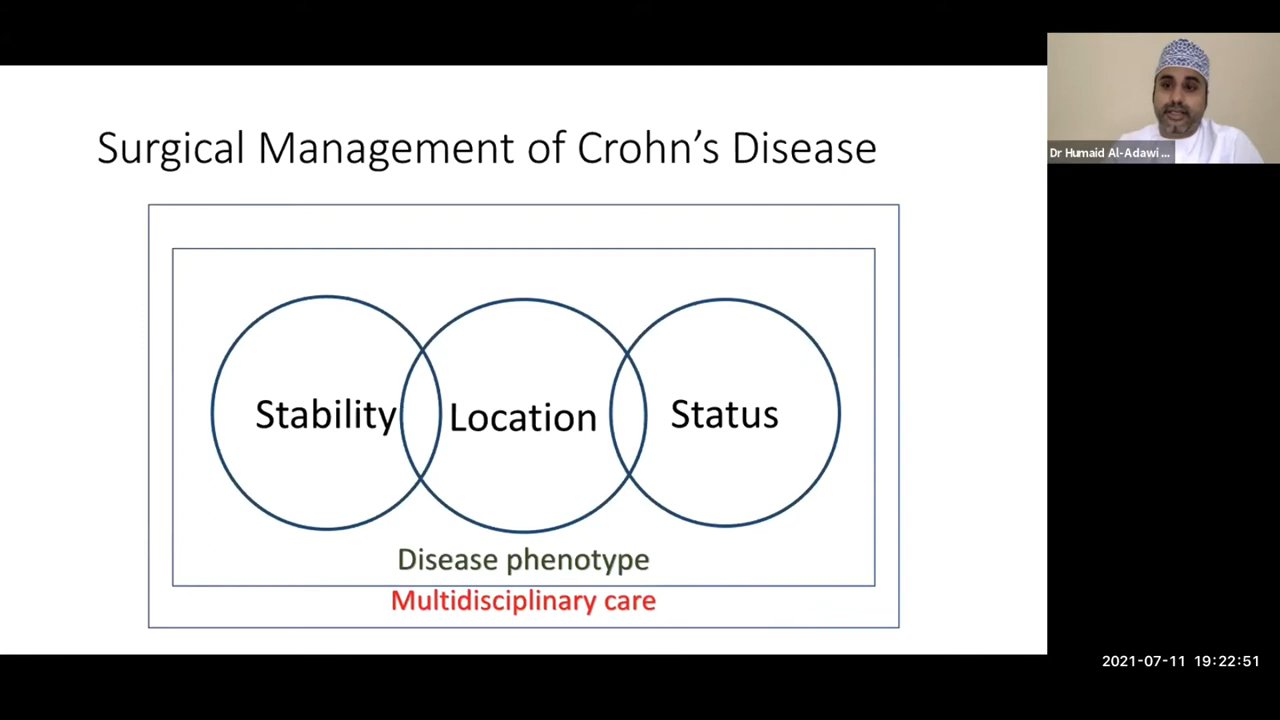 Surgical Management of Crohn’s Disease
Dr Humaid Al-Adawi ...
Stability
Location
Status
Disease phenotype
Multidisciplinary care
2021-07-11 19:22:51